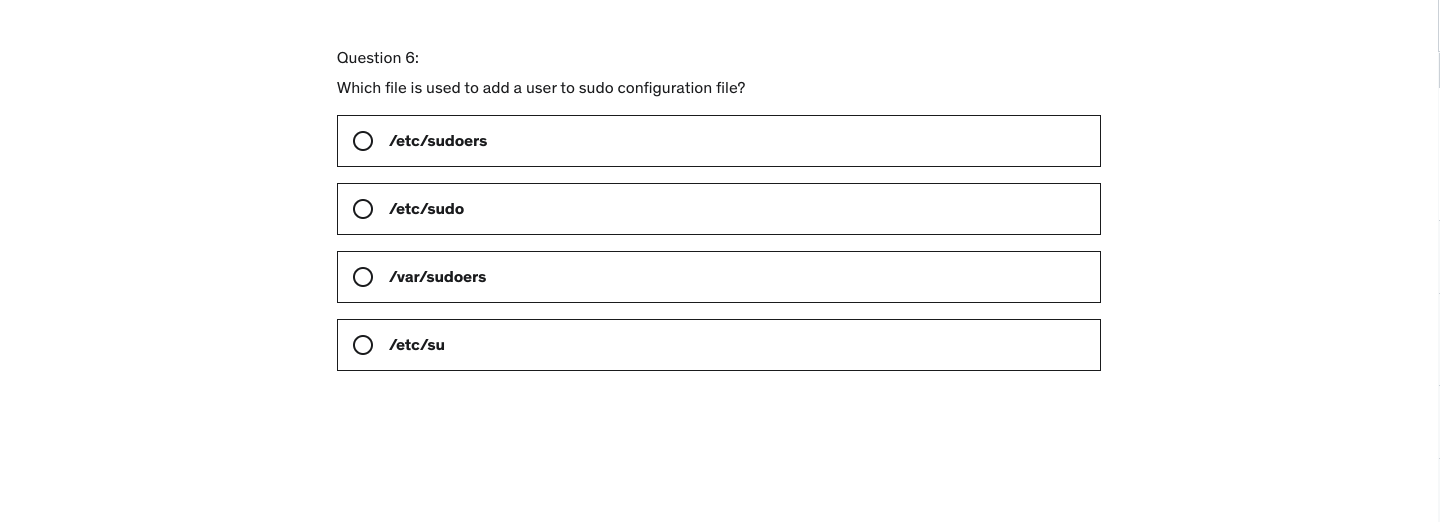 Question 6:
Which file is used to add a user to sudo configuration file?
/etc/sudoers
/etc/sudo
/var/sudoers
/etc/su